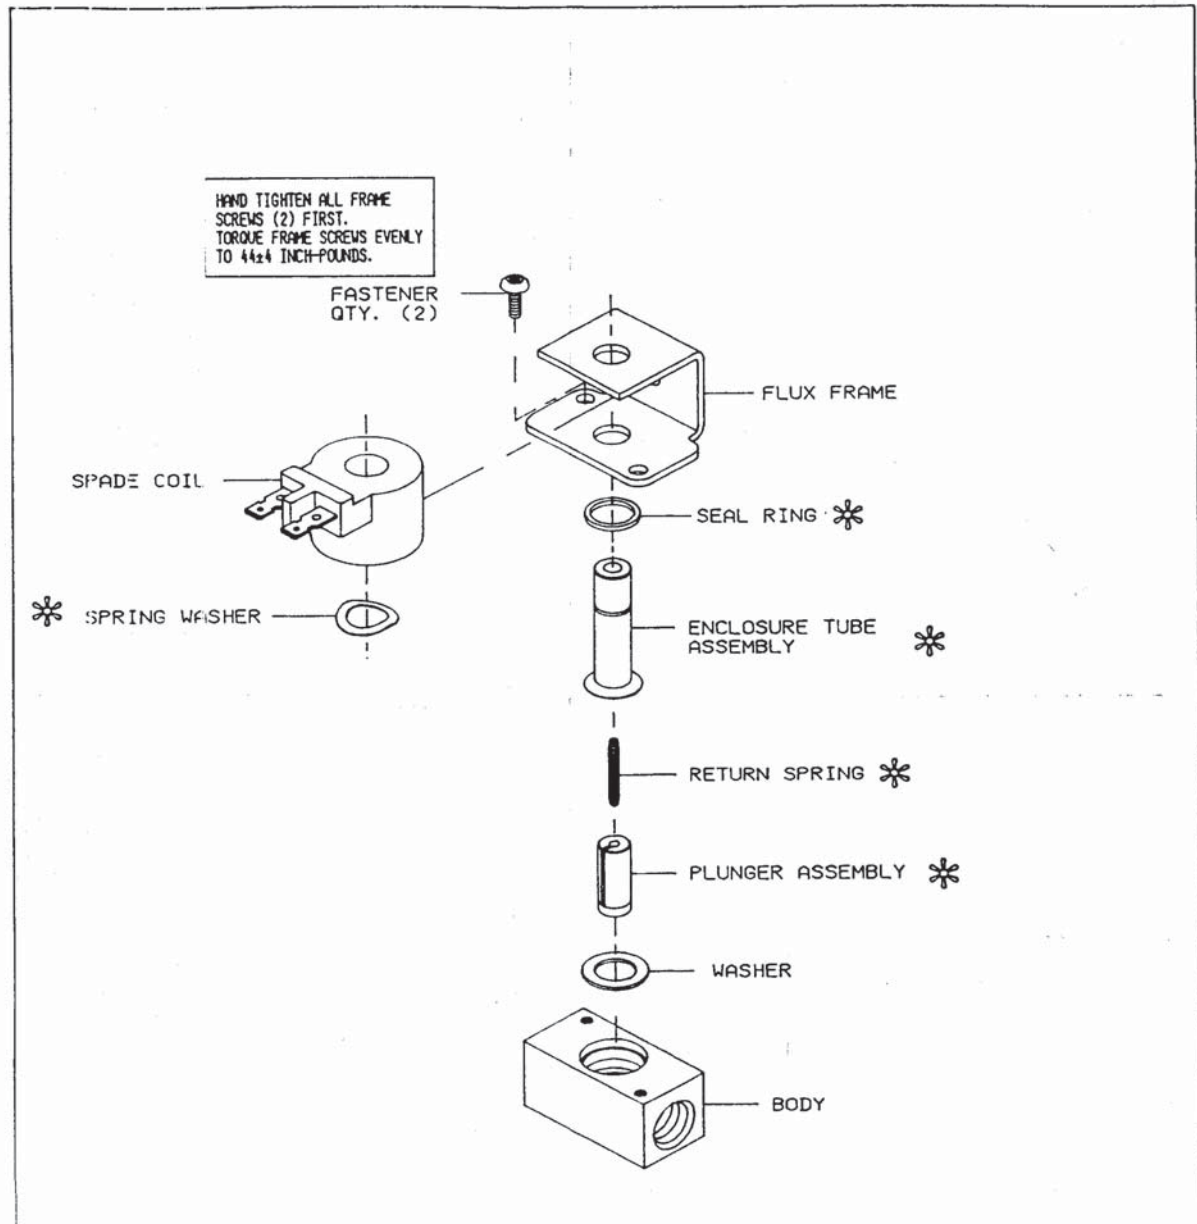 HAND TIGHTEN ALL FRAME
SCREWS (2) FIRST.
TORQUE FRAME SCREWS EVENLY
TO 44±4 INCH-POUNDS.
FASTENER
QTY. (2)
FLUX FRAME
SPADE COIL
SEAL RING *
* SPRING WASHER
ENCLOSURE TUBE
ASSEMBLY *
RETURN SPRING *
PLUNGER ASSEMBLY *
WASHER
BODY